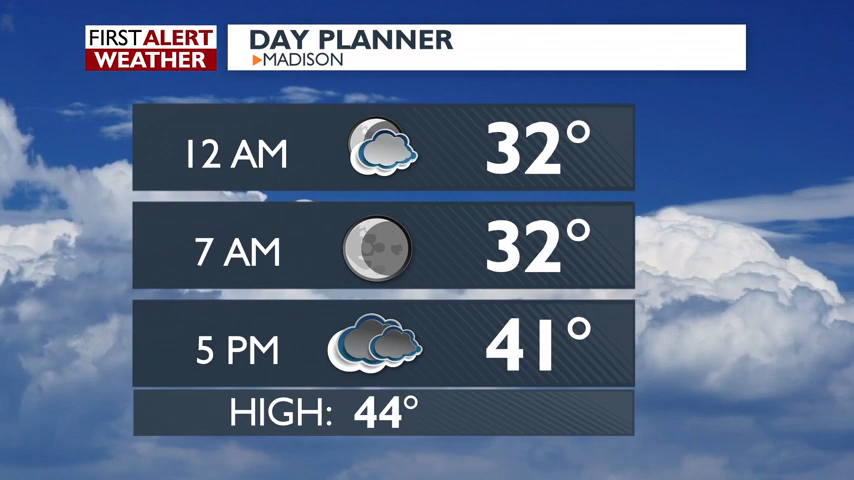 FIRST ALERT
WEATHER
DAY PLANNER
MADISON
12 AM 32°
7 AM 32°
5 PM 41°
HIGH: 44°